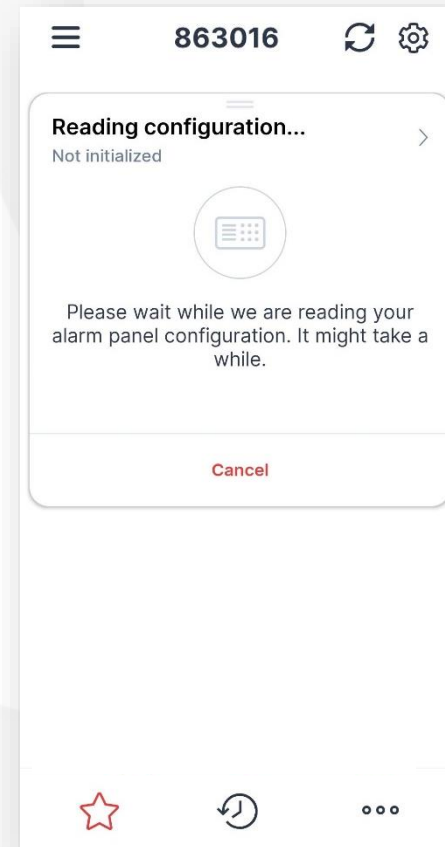 863016
Reading configuration...
Not initialized
Please wait while we are reading your
alarm panel configuration. It might take a
while.
Cancel